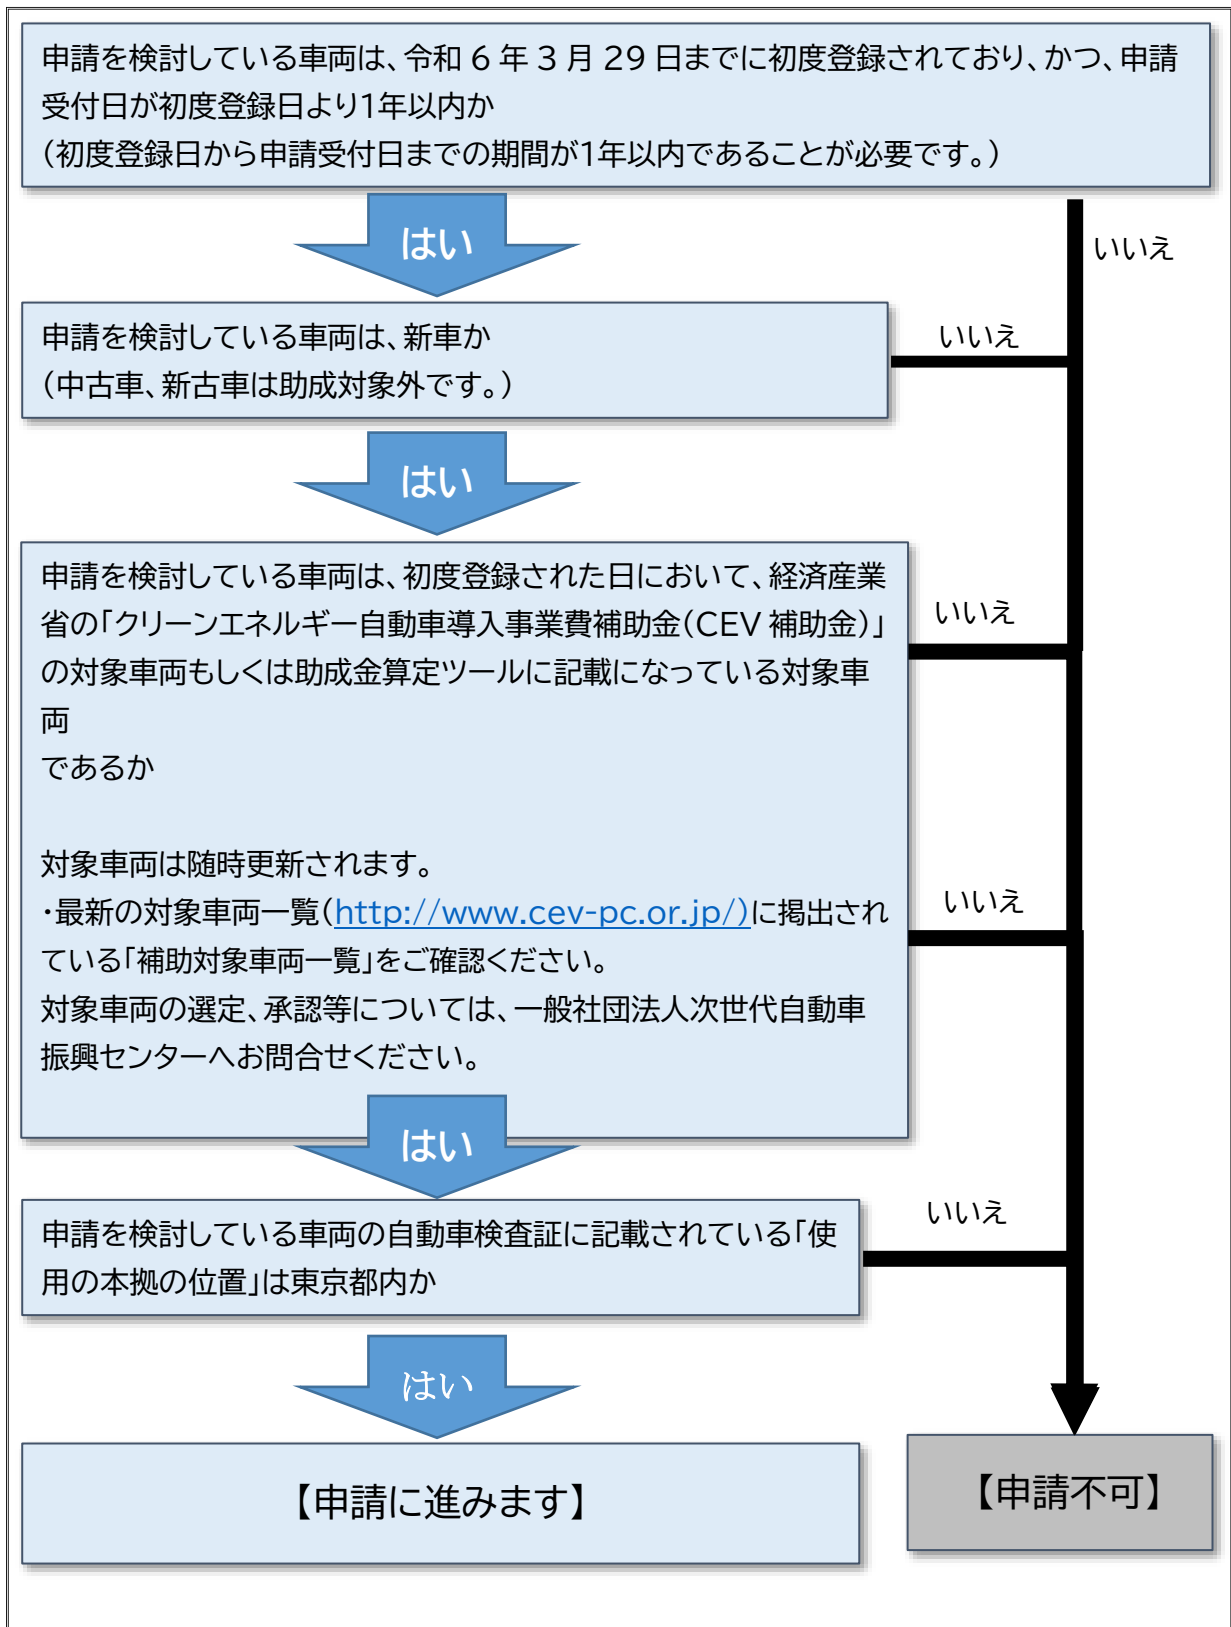 申請を検討している車両は、令和 6 年 3 月 29 日までに初度登録されており、かつ、申請
受付日が初度登録日より1年以内か
（初度登録日から申請受付日までの期間が1年以内であることが必要です。）
はい
いいえ
申請を検討している車両は、新車か
（中古車、新古車は助成対象外です。）
いいえ
はい
申請を検討している車両は、初度登録された日において、経済産業
省の「クリーンエネルギー自動車導入事業費補助金（CEV 補助金）」
の対象車両もしくは助成金算定ツールに記載になっている対象車
両
であるか
いいえ
対象車両は随時更新されます。
・最新の対象車両一覧（http://www.cev-pc.or.jp/）に掲出され
ている「補助対象車両一覧」をご確認ください。
対象車両の選定、承認等については、一般社団法人次世代自動車
振興センターへお問合せください。
いいえ
はい
申請を検討している車両の自動車検査証に記載されている「使
用の本拠の位置」は東京都内か
いいえ
はい
【申請に進みます】
【申請不可】